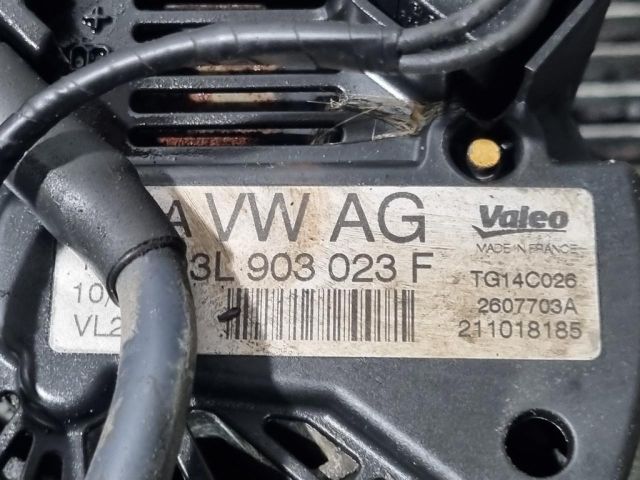 VW AG
3L 903 023 F
10/
VL2
Valeo
MADE IN FRANCE
TG14C026
2607703A
211018185